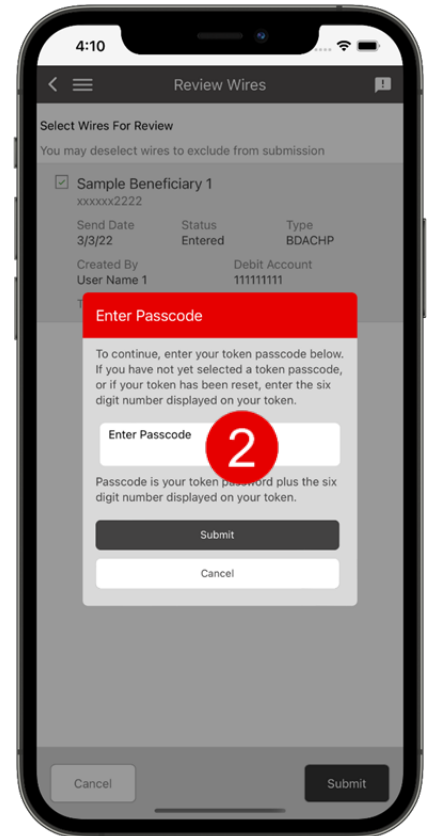 4:10
Review Wires
Select Wires For Review
You may deselect wires to exclude from submission
Sample Beneficiary 1
xxxxxx2222
Send Date Status Type
3/3/22 Entered BDACHP
Created By Debit Account
User Name 1 111111111
Enter Passcode
To continue, enter your token passcode below.
If you have not yet selected a token passcode,
or if your token has been reset, enter the six
digit number displayed on your token.
Enter Passcode
2
Passcode is your token password plus the six
digit number displayed on your token.
Submit
Cancel
Cancel Submit